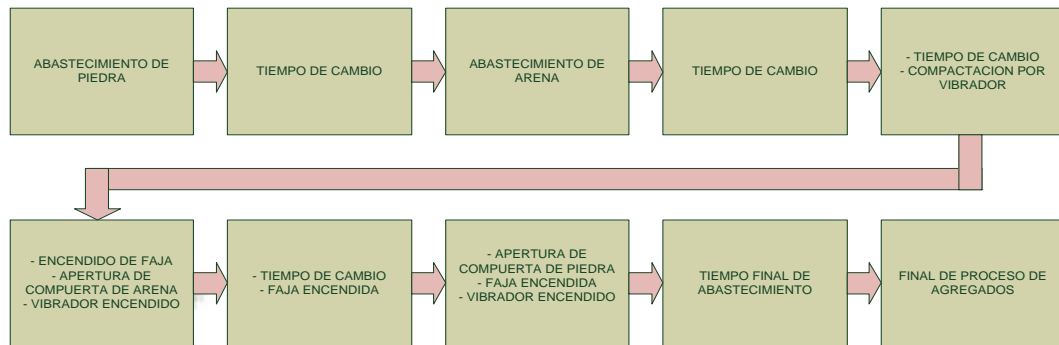 ABASTECIMIENTO DE
PIEDRA
TIEMPO DE CAMBIO
ABASTECIMIENTO DE
ARENA
TIEMPO DE CAMBIO
- TIEMPO DE CAMBIO
- COMPACTACION POR
VIBRADOR
- ENCENDIDO DE FAJA
- APERTURA DE
COMPUERTA DE ARENA
- VIBRADOR ENCENDIDO
- TIEMPO DE CAMBIO
- FAJA ENCENDIDA
- APERTURA DE
COMPUERTA DE PIEDRA
- FAJA ENCENDIDA
- VIBRADOR ENCENDIDO
TIEMPO FINAL DE
ABASTECIMIENTO
FINAL DE PROCESO DE
AGREGADOS